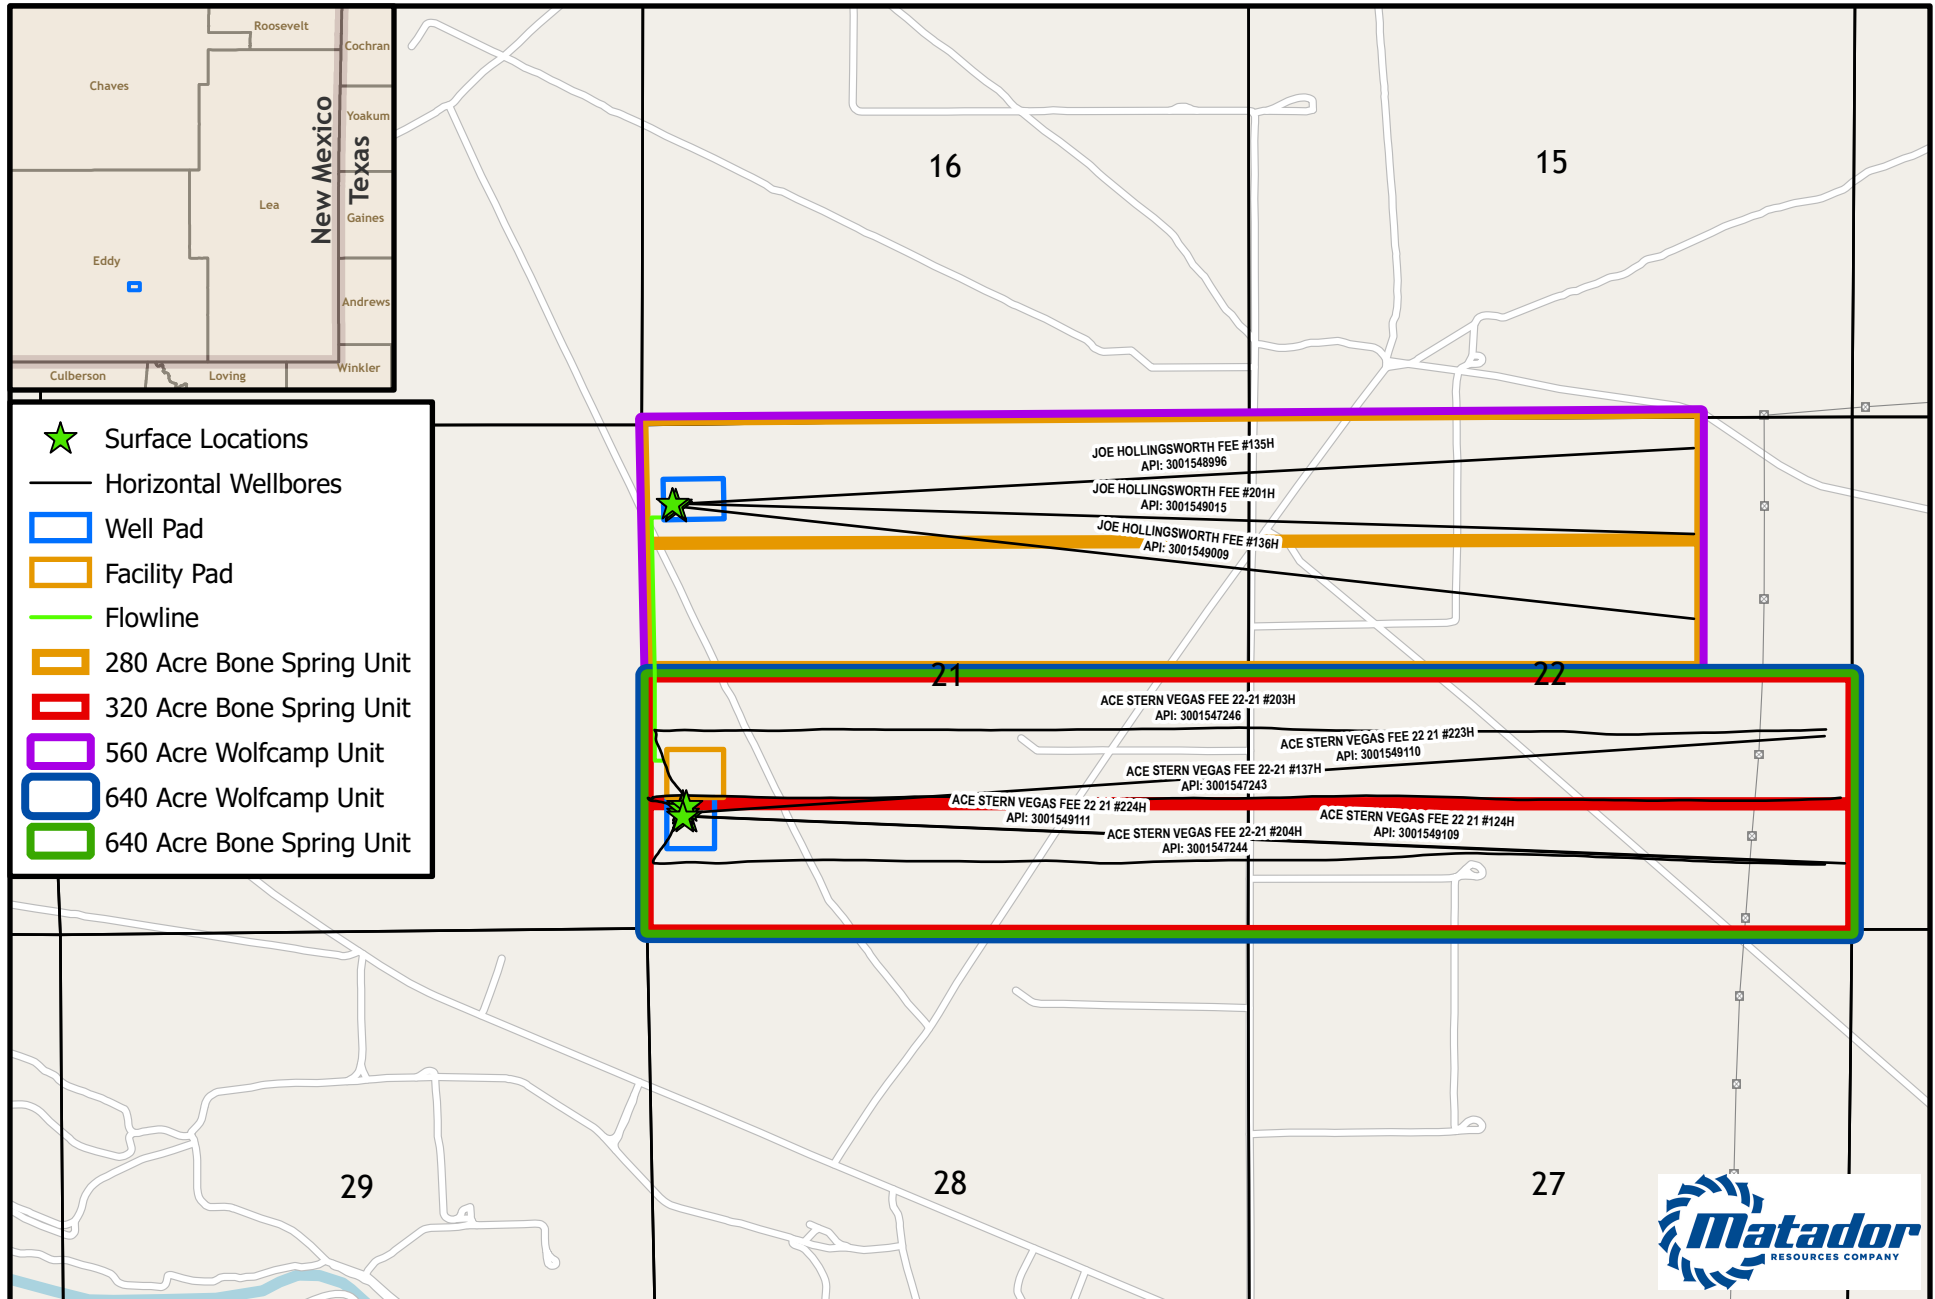 Roosevelt
Cochran
Chaves
Yoakum
New Mexico
Texas
Lea
Gaines
Eddy
Andrews
Winkler
Culberson
Loving
Surface Locations
Horizontal Wellbores
Well Pad
Facility Pad
Flowline
280 Acre Bone Spring Unit
320 Acre Bone Spring Unit
560 Acre Wolfcamp Unit
640 Acre Wolfcamp Unit
640 Acre Bone Spring Unit
16
15
JOE HOLLINGSWORTH FEE #135H
API: 3001548996
JOE HOLLINGSWORTH FEE #201H
API: 3001549015
JOE HOLLINGSWORTH FEE #136H
API: 3001549009
21
22
ACE STERN VEGAS FEE 22-21 #203H
API: 3001547246
ACE STERN VEGAS FEE 22 21 #223H
API: 3001549110
ACE STERN VEGAS FEE 22-21 #137H
API: 3001547243
ACE STERN VEGAS FEE 22 21 #224H
API: 3001549111
ACE STERN VEGAS FEE 22 21 #124H
API: 3001549109
ACE STERN VEGAS FEE 22-21 #204H
API: 3001547244
29
28
27
Matador
RESOURCES COMPANY